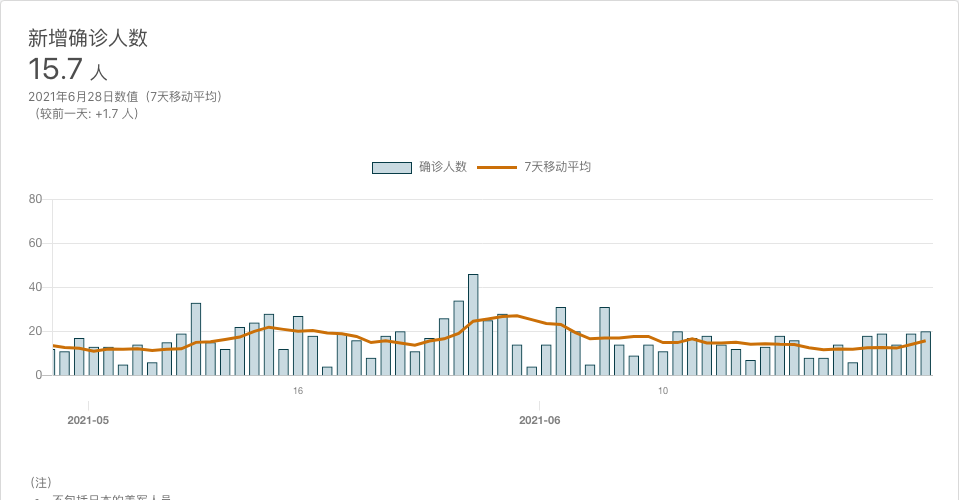 新增确诊人数
15.7 人
2021年6月28日数值（7天移动平均）
（较前一天: +1.7 人）
确诊人数 7天移动平均
80
60
40
20
0
16 10
2021-05 2021-06
（注）